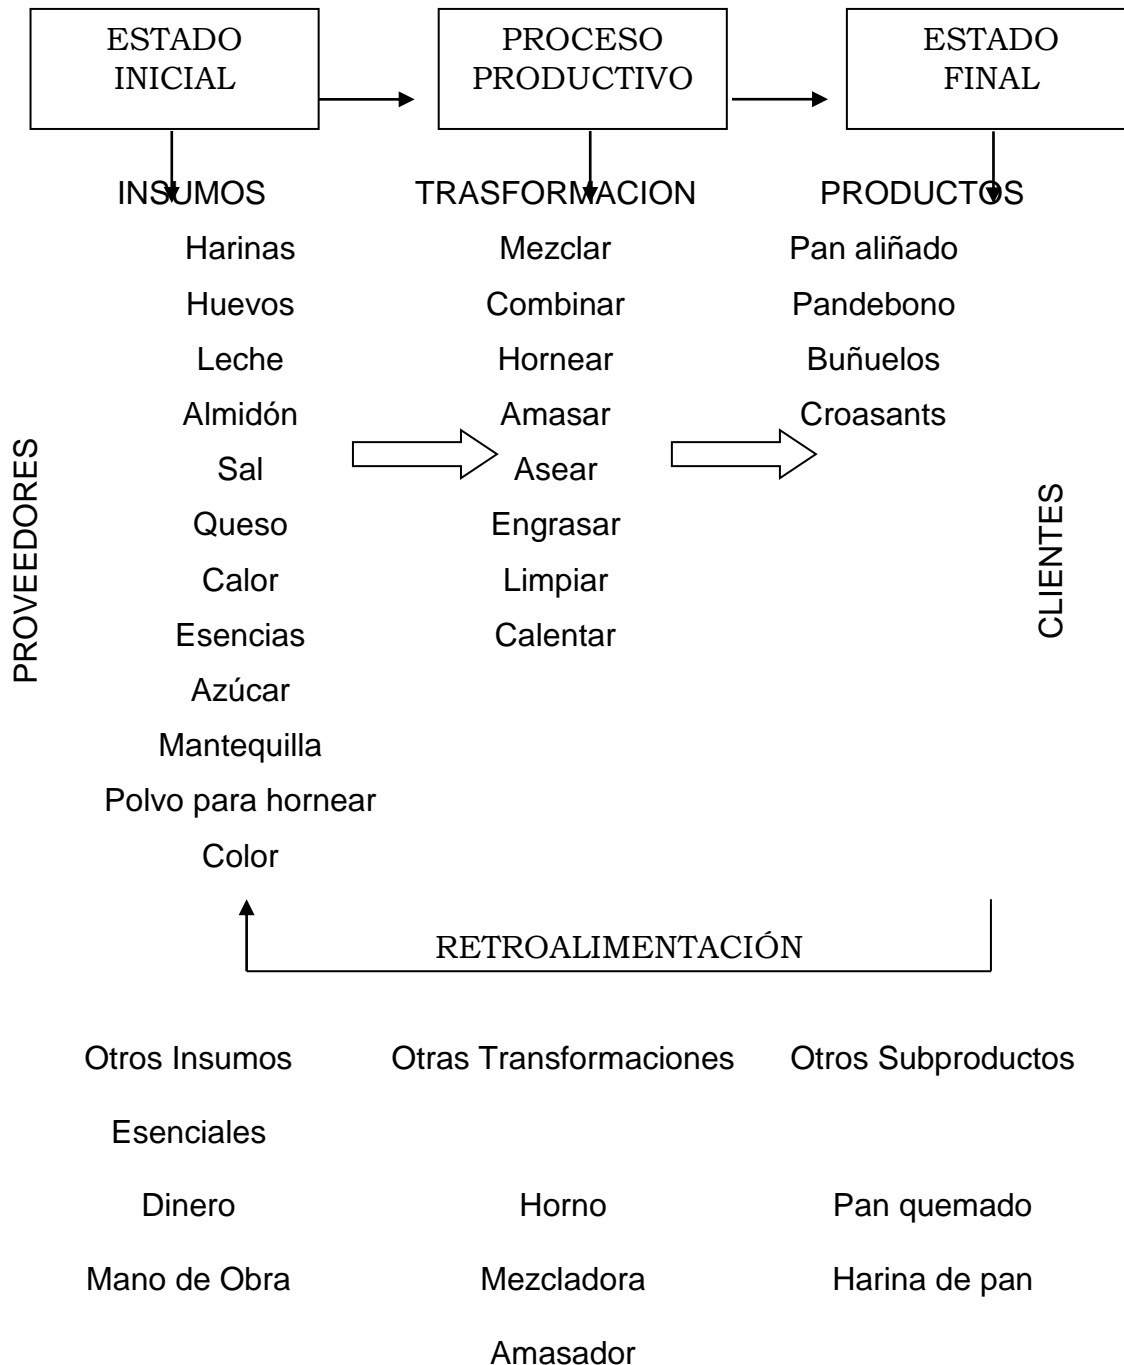 ESTADO
INICIAL
PROCESO
PRODUCTIVO
ESTADO
FINAL
INSUMOS
TRASFORMACION
PRODUCTOS
Harinas
Mezclar
Pan aliñado
Huevos
Combinar
Pandebono
Leche
Hornear
Buñuelos
Almidón
Amasar
Croasants
Sal
Asear
Queso
Engrasar
Calor
Limpiar
Esencias
Calentar
Azúcar
Mantequilla
Polvo para hornear
Color
PROVEEDORES
CLIENTES
RETROALIMENTACIÓN
Otros Insumos
Otras Transformaciones
Otros Subproductos
Esenciales
Dinero
Horno
Pan quemado
Mano de Obra
Mezcladora
Harina de pan
Amasador